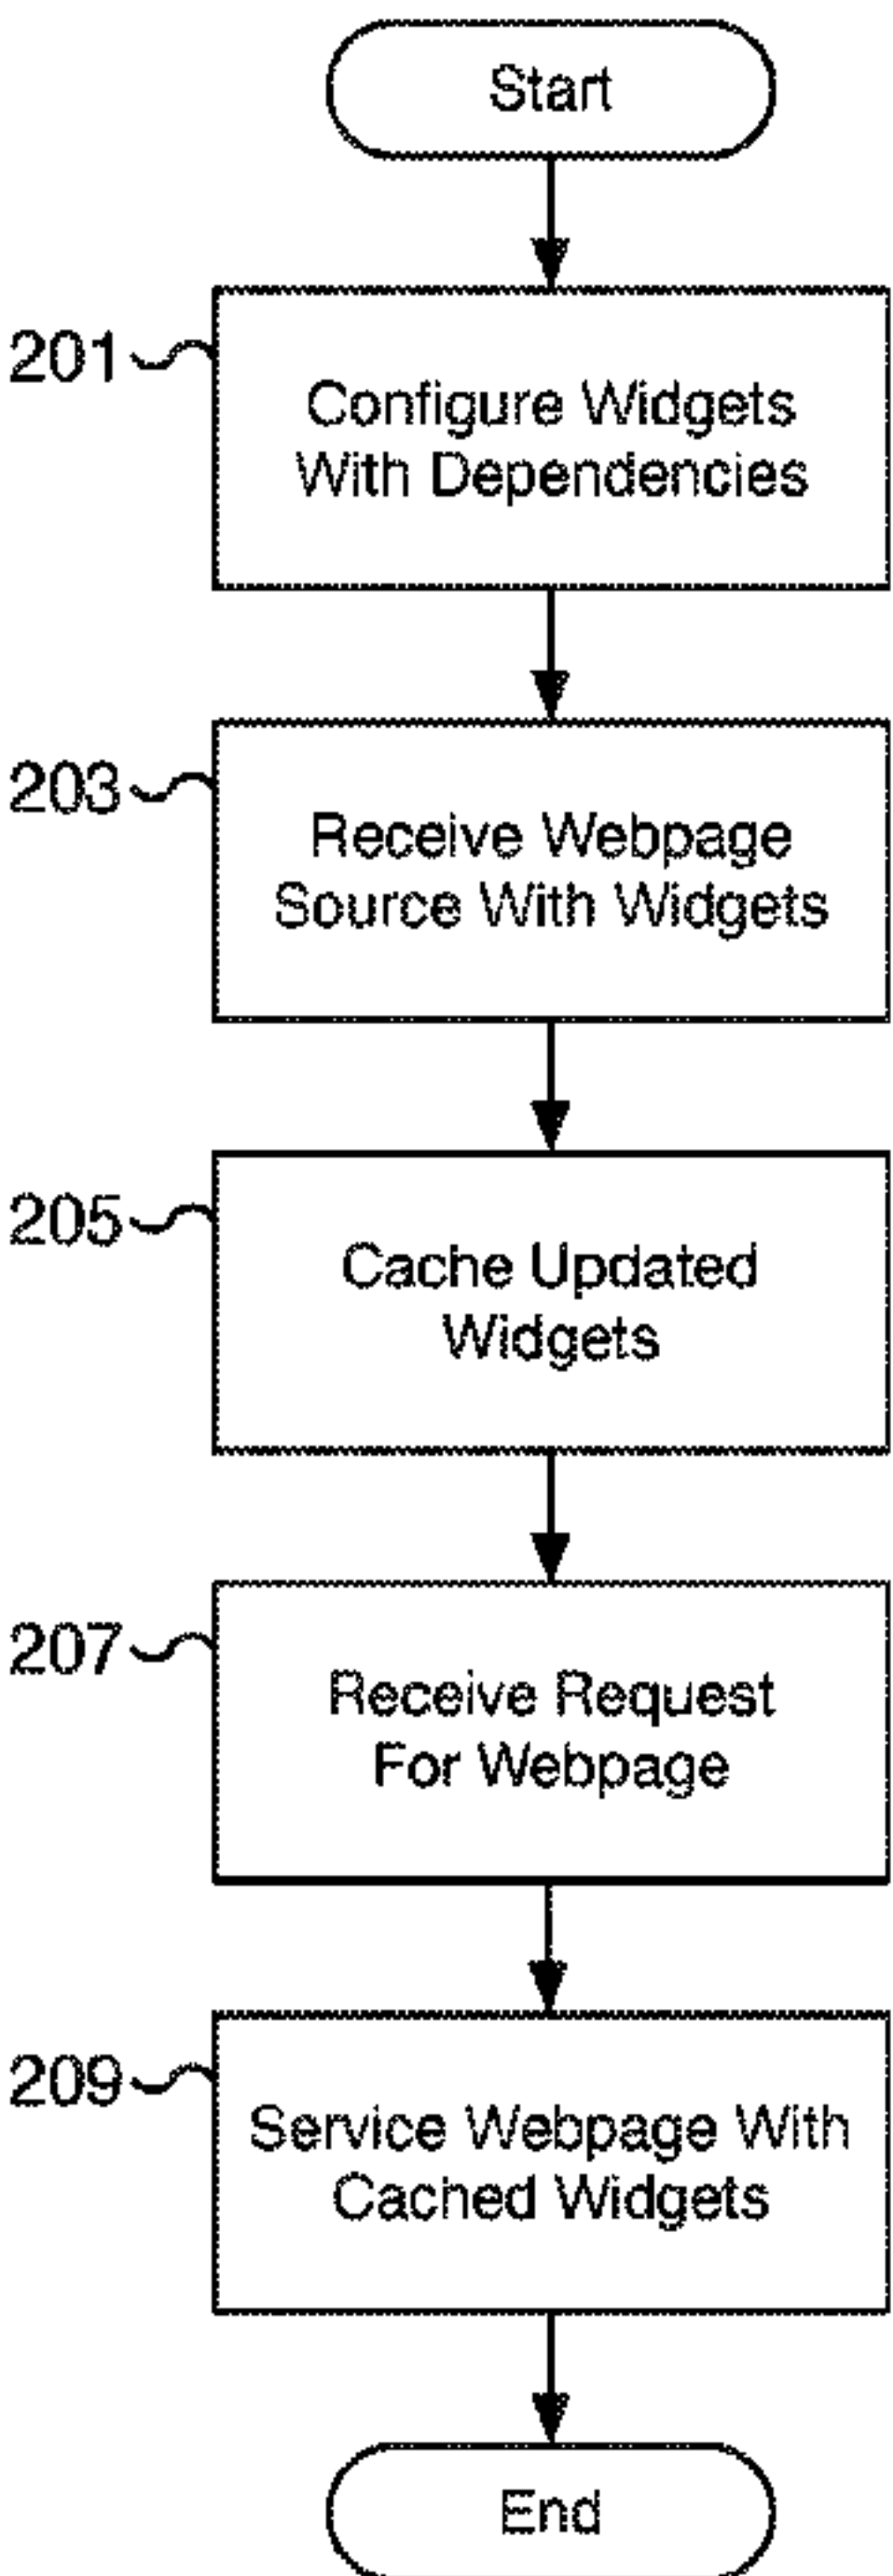 Start
201
Configure Widgets
With Dependencies
203
Receive Webpage
Source With Widgets
205
Cache Updated
Widgets
207
Receive Request
For Webpage
209
Service Webpage With
Cached Widgets
End